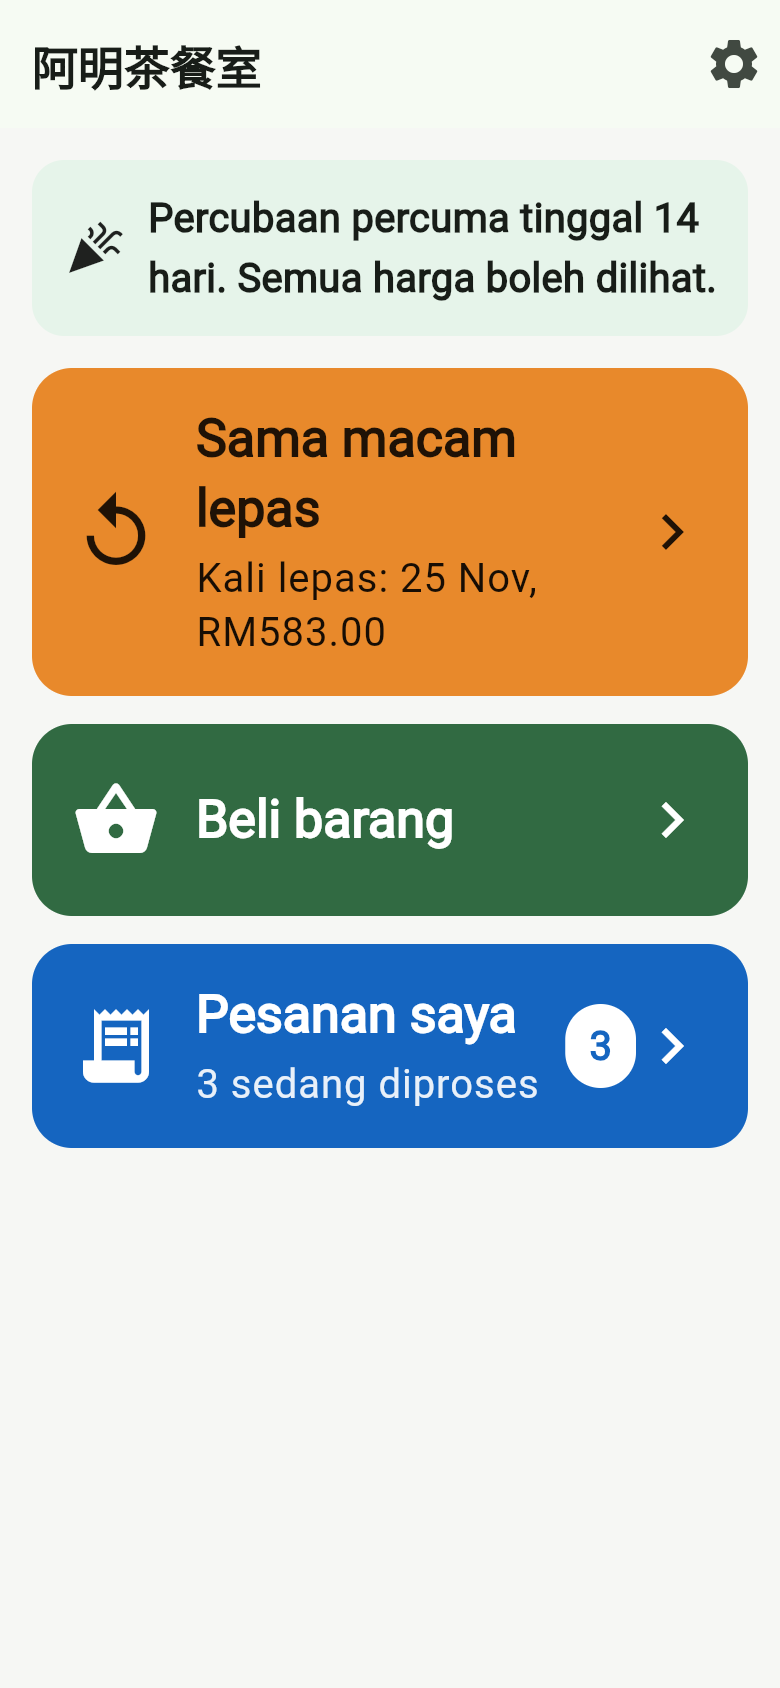 阿明茶餐室
Percubaan percuma tinggal 14
hari. Semua harga boleh dilihat.
Sama macam
lepas
Kali lepas: 25 Nov,
RM583.00
Beli barang
Pesanan saya
3 sedang diproses
3